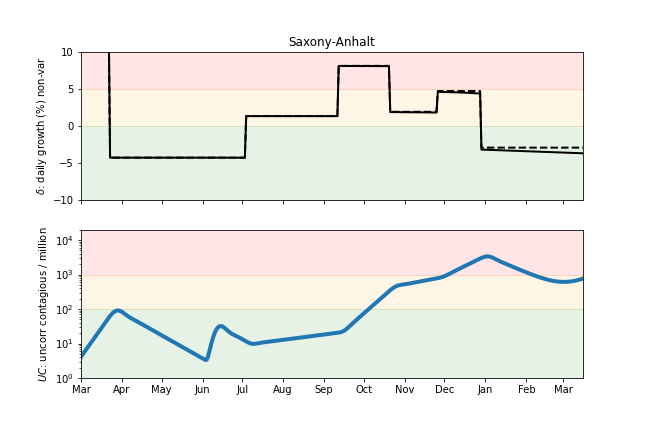 Saxony-Anhalt
δ: daily growth (%) non-var
10
5
0
−5
−10
UC: uncorr contagious / million
10⁴
10³
10²
10¹
10⁰
Mar Apr May Jun Jul Aug Sep Oct Nov Dec Jan Feb Mar